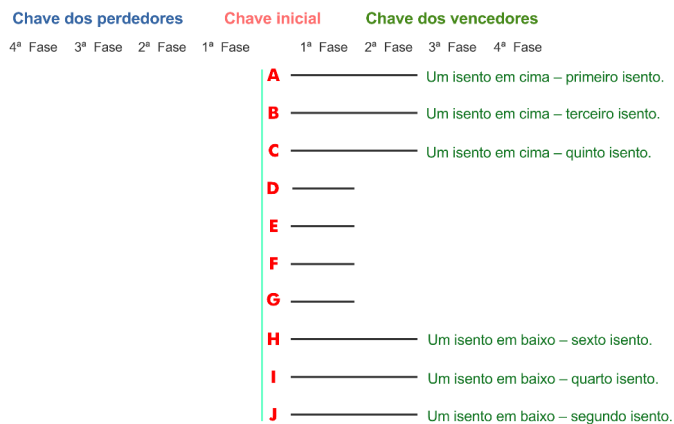 Chave dos perdedores Chave inicial Chave dos vencedores
4ª Fase 3ª Fase 2ª Fase 1ª Fase 1ª Fase 2ª Fase 3ª Fase 4ª Fase
A Um isento em cima – primeiro isento.
B Um isento em cima – terceiro isento.
C Um isento em cima – quinto isento.
D
E
F
G
H Um isento em baixo – sexto isento.
I Um isento em baixo – quarto isento.
J Um isento em baixo – segundo isento.